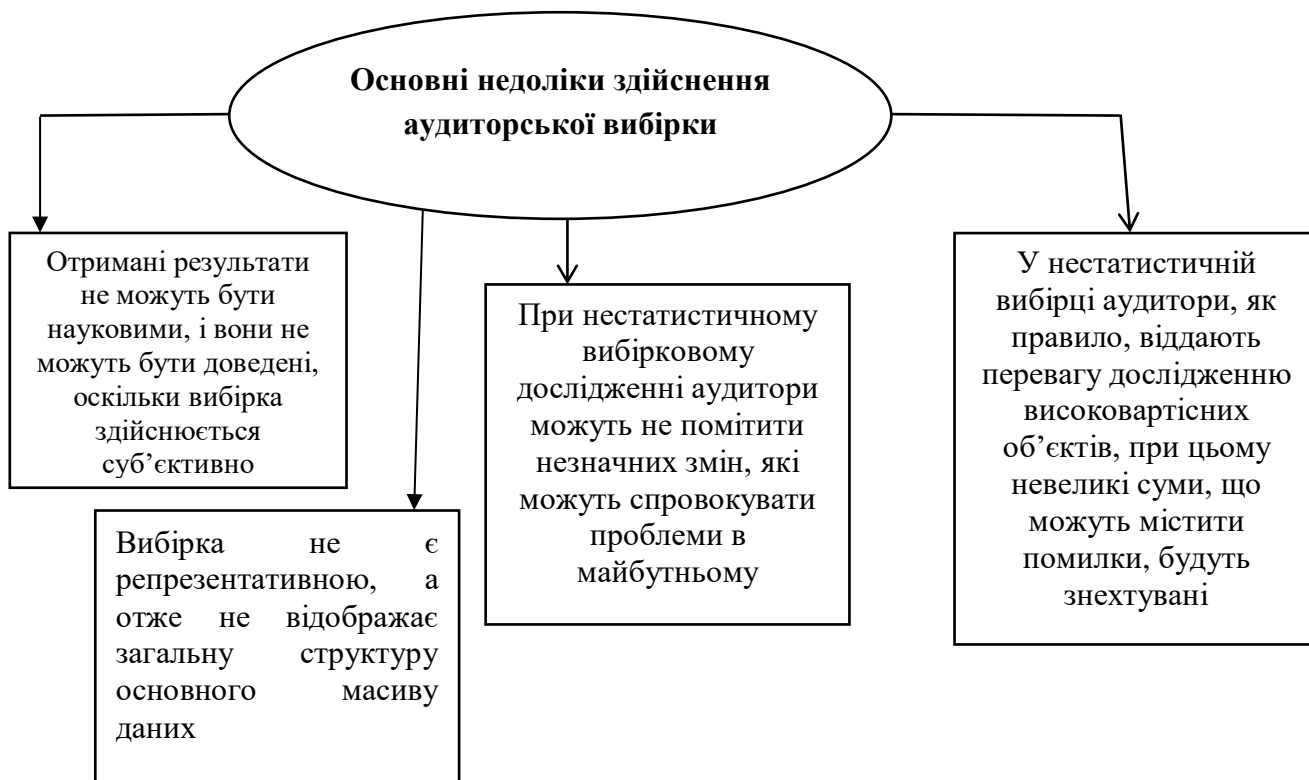 Основні недоліки здійснення
аудиторської вибірки
Отримані результати
не можуть бути
науковими, і вони не
можуть бути доведені,
оскільки вибірка
здійснюється
суб’єктивно
Вибірка не є
репрезентативною, а
отже не відображає
загальну структуру
основного масиву
даних
При нестатистичному
вибірковому
дослідженні аудитори
можуть не помітити
незначних змін, які
можуть спровокувати
проблеми в
майбутньому
У нестатистичній
вибірці аудитори, як
правило, віддають
перевагу дослідженню
високовартісних
об’єктів, при цьому
невеликі суми, що
можуть містити
помилки, будуть
знехтувані